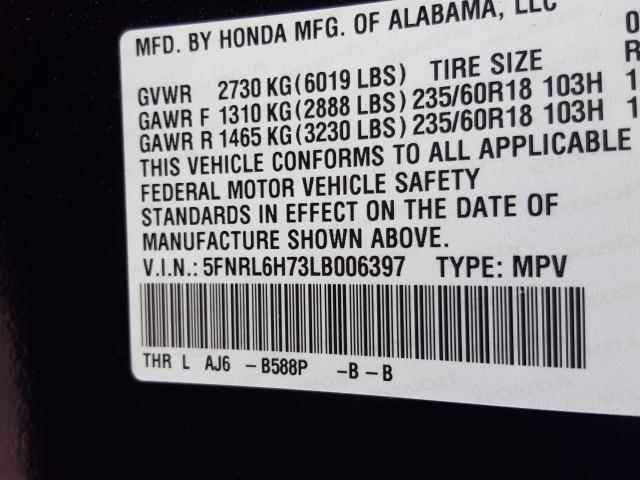 MFD. BY HONDA MFG. OF ALABAMA, LLC
GVWR 2730 KG (6019 LBS) TIRE SIZE
GAWR F 1310 KG (2888 LBS) 235/60R18 103H
GAWR R 1465 KG (3230 LBS) 235/60R18 103H
THIS VEHICLE CONFORMS TO ALL APPLICABLE
FEDERAL MOTOR VEHICLE SAFETY
STANDARDS IN EFFECT ON THE DATE OF
MANUFACTURE SHOWN ABOVE.
V.I.N.: 5FNRL6H73LB006397 TYPE: MPV
THR L AJ6 - B588P - B - B